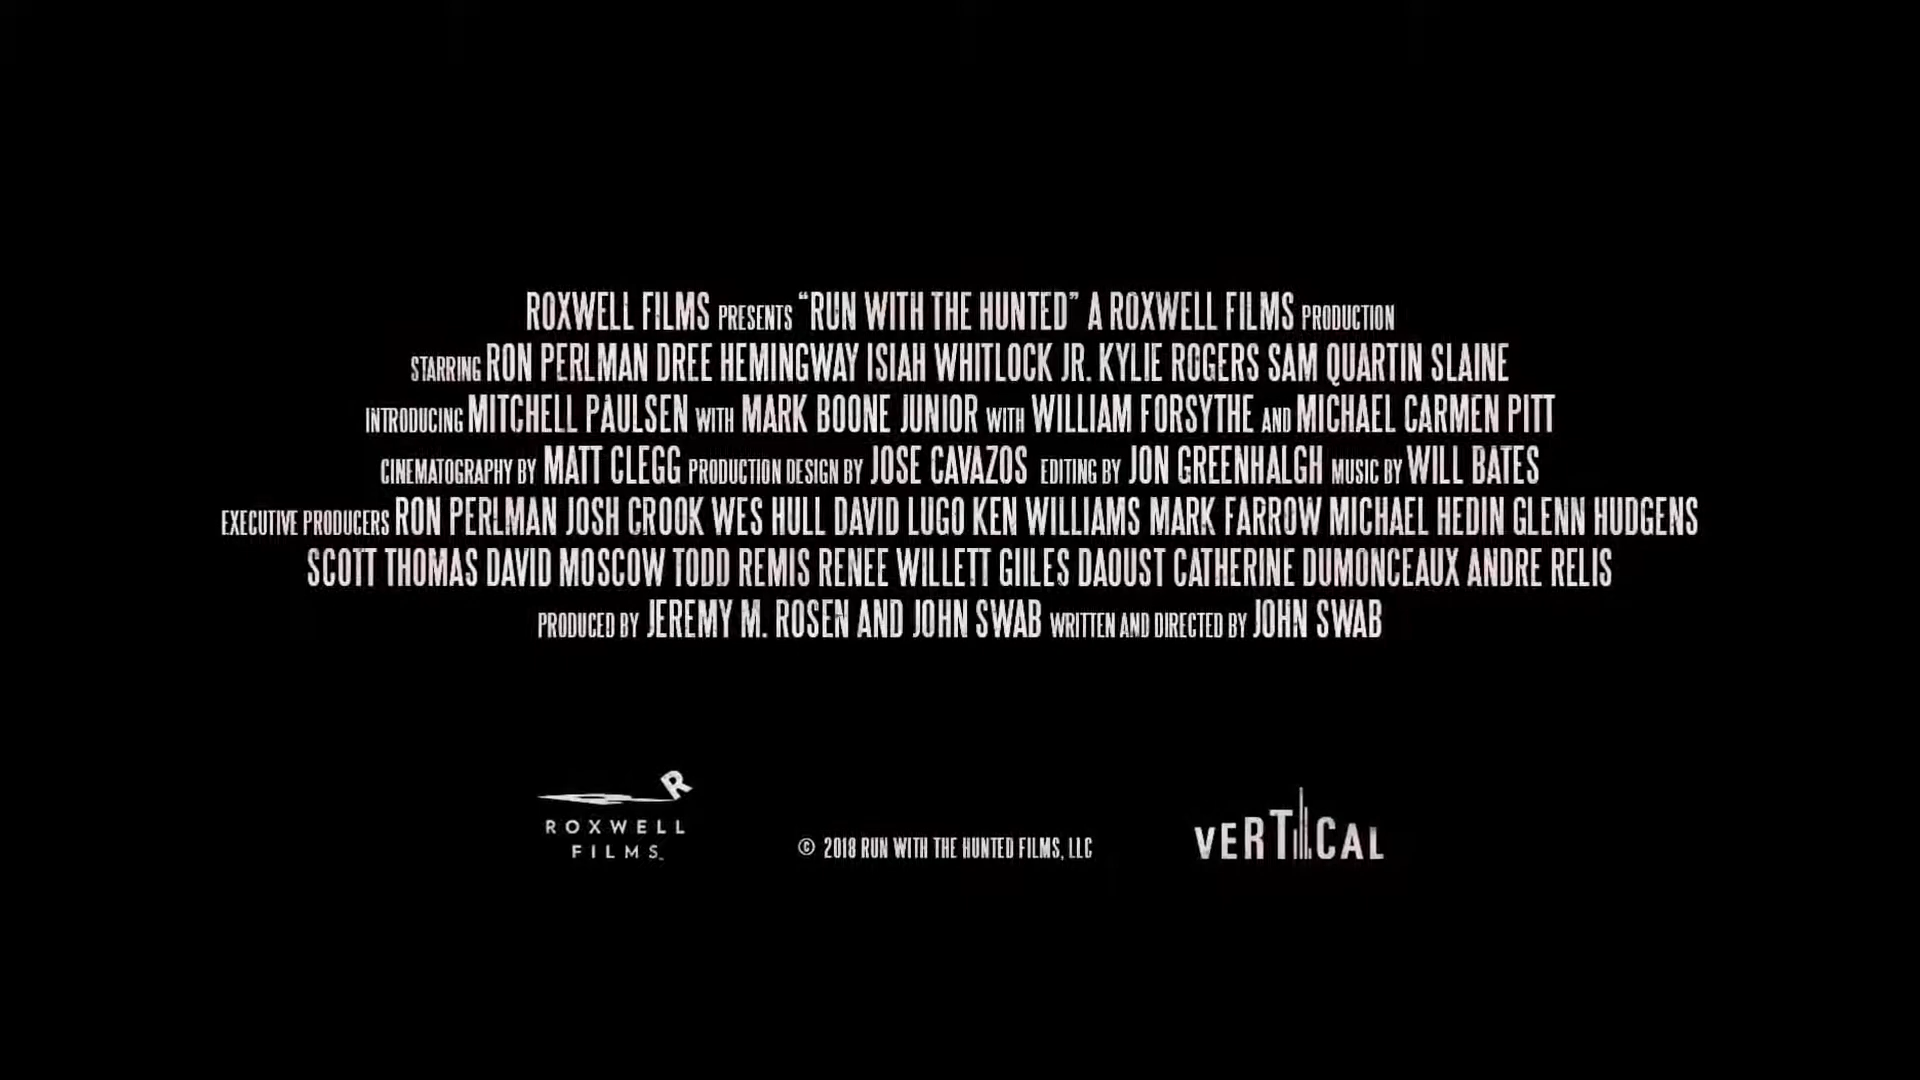 ROXWELL FILMS PRESENTS “RUN WITH THE HUNTED” A ROXWELL FILMS PRODUCTION
STARRING RON PERLMAN DREE HEMINGWAY ISIAH WHITLOCK JR. KYLIE ROGERS SAM QUARTIN SLAINE
INTRODUCING MITCHELL PAULSEN WITH MARK BOONE JUNIOR WITH WILLIAM FORSYTHE AND MICHAEL CARMEN PITT
CINEMATOGRAPHY BY MATT CLEGG PRODUCTION DESIGN BY JOSE CAVAZOS EDITING BY JON GREENHALGH MUSIC BY WILL BATES
EXECUTIVE PRODUCERS RON PERLMAN JOSH CROOK WES HULL DAVID LUGO KEN WILLIAMS MARK FARROW MICHAEL HEDIN GLENN HUDGENS
SCOTT THOMAS DAVID MOSCOW TODD REMIS RENEE WILLETT GIILES DAOUST CATHERINE DUMONCEAUX ANDRE RELIS
PRODUCED BY JEREMY M. ROSEN AND JOHN SWAB WRITTEN AND DIRECTED BY JOHN SWAB
R
ROXWELL
FILMS
© 2018 RUN WITH THE HUNTED FILMS, LLC
VERTICAL